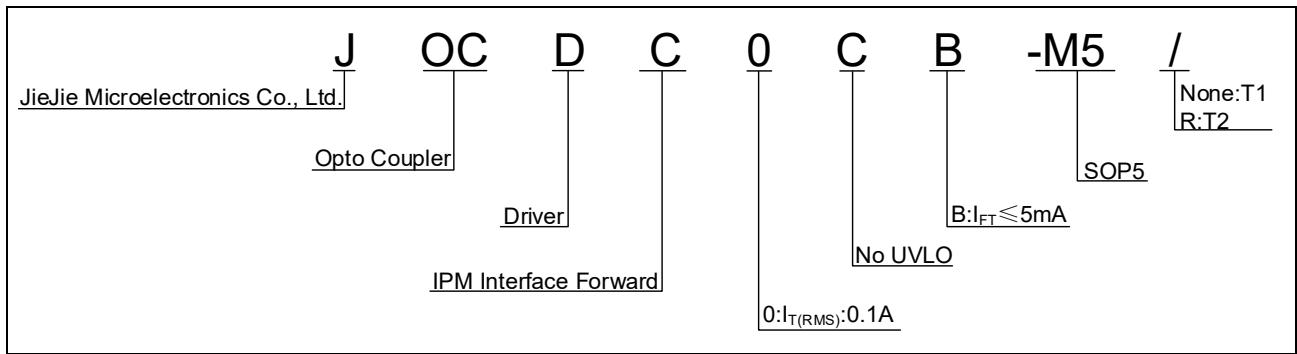 J OC D C 0 C B -M5 /
JieJie Microelectronics Co., Ltd.
None:T1
R:T2
Opto Coupler
SOP5
Driver
B:I_FT≦5mA
No UVLO
IPM Interface Forward
0:I_T(RMS):0.1A